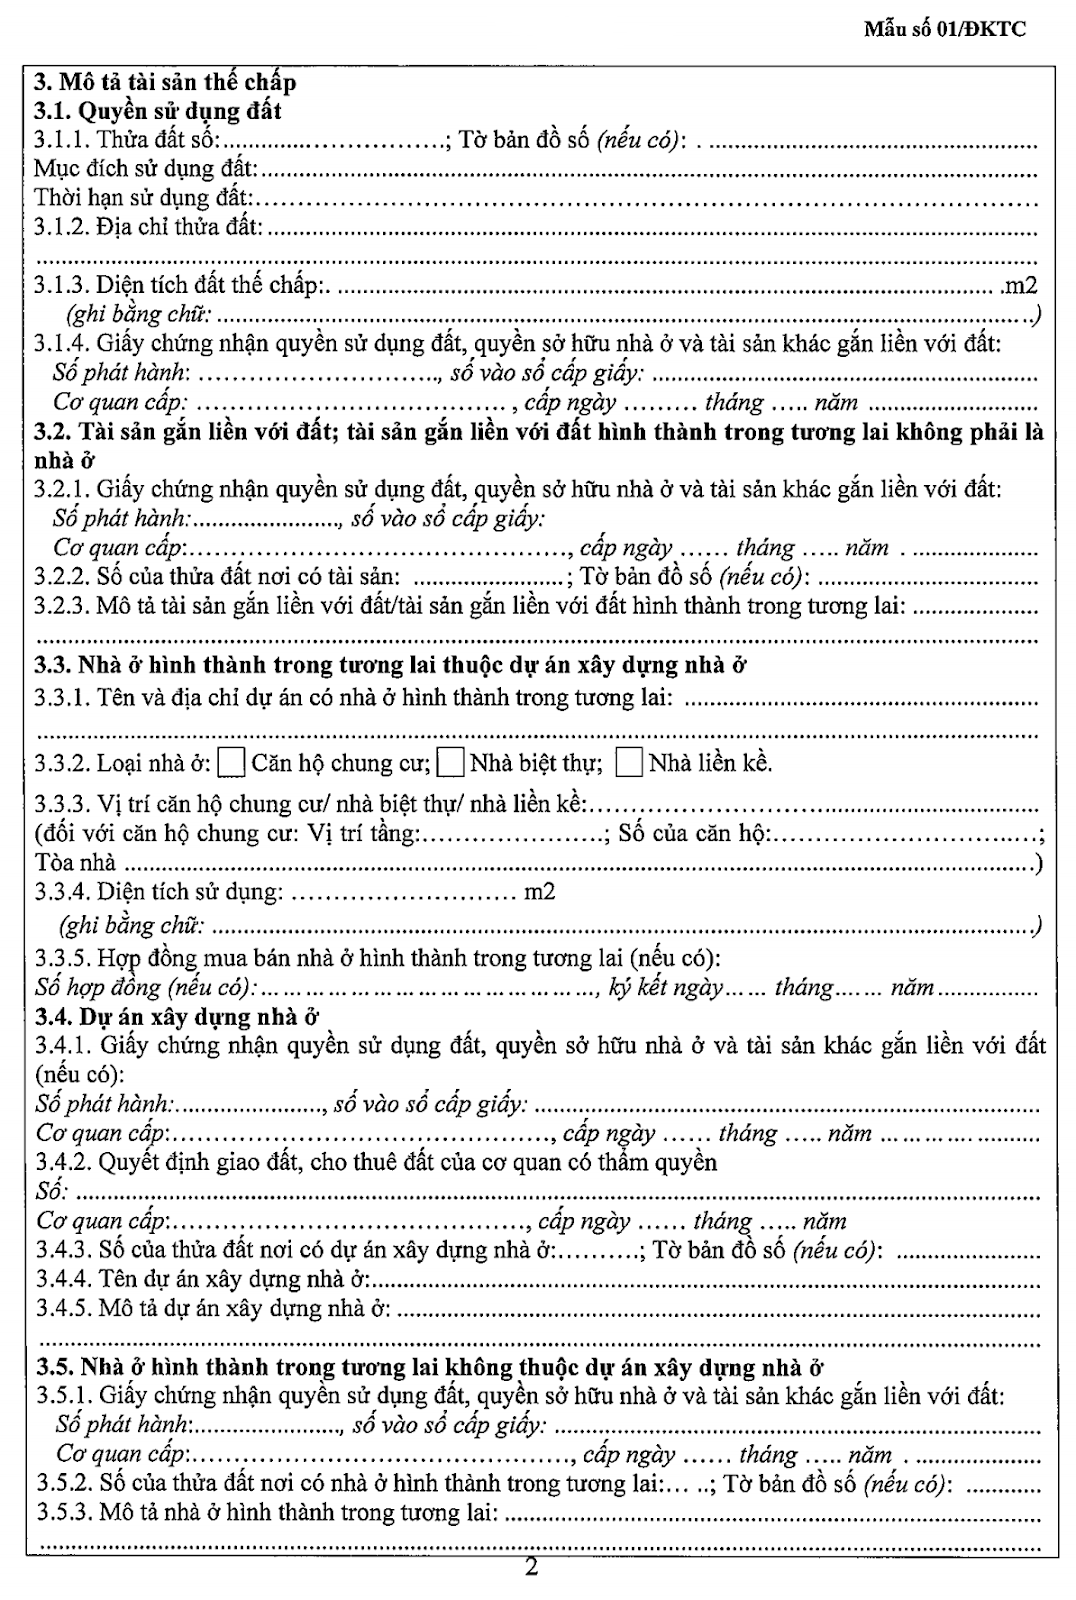 Mẫu số 01/ĐKTC
3. Mô tả tài sản thế chấp
3.1. Quyền sử dụng đất
3.1.1. Thửa đất số:..................................; Tờ bản đồ số (nếu có): . ....................................................
Mục đích sử dụng đất:..........................................................................................................
Thời hạn sử dụng đất:..........................................................................................................
3.1.2. Địa chỉ thửa đất:..........................................................................................................
..........................................................................................................
3.1.3. Diện tích đất thế chấp:. .......................................................................................................... .m2
(ghi bằng chữ: ..........................................................................................................)
3.1.4. Giấy chứng nhận quyền sử dụng đất, quyền sở hữu nhà ở và tài sản khác gắn liền với đất:
Số phát hành: ................................, số vào sổ cấp giấy: ............................................................
Cơ quan cấp: ........................................ , cấp ngày ......... tháng ..... năm ...........................
3.2. Tài sản gắn liền với đất; tài sản gắn liền với đất hình thành trong tương lai không phải là
nhà ở
3.2.1. Giấy chứng nhận quyền sử dụng đất, quyền sở hữu nhà ở và tài sản khác gắn liền với đất:
Số phát hành:......................., số vào sổ cấp giấy:
Cơ quan cấp:................................................, cấp ngày ...... tháng ..... năm . ....................
3.2.2. Số của thửa đất nơi có tài sản: ........................; Tờ bản đồ số (nếu có): ...................................
3.2.3. Mô tả tài sản gắn liền với đất/tài sản gắn liền với đất hình thành trong tương lai: ....................
..........................................................................................................
3.3. Nhà ở hình thành trong tương lai thuộc dự án xây dựng nhà ở
3.3.1. Tên và địa chỉ dự án có nhà ở hình thành trong tương lai: ........................................................
..........................................................................................................
3.3.2. Loại nhà ở: ☐ Căn hộ chung cư; ☐ Nhà biệt thự; ☐ Nhà liền kề.
3.3.3. Vị trí căn hộ chung cư/ nhà biệt thự/ nhà liền kề:......................................................................
(đối với căn hộ chung cư: Vị trí tầng:.......................; Số của căn hộ:..................................;
Tòa nhà ..........................................................................................................)
3.3.4. Diện tích sử dụng: ............................ m2
(ghi bằng chữ: ..........................................................................................................)
3.3.5. Hợp đồng mua bán nhà ở hình thành trong tương lai (nếu có):
Số hợp đồng (nếu có):... ... ... ... ... ... ... ... ... ... ... ... ... ... ..., ký kết ngày...... tháng....... năm................
3.4. Dự án xây dựng nhà ở
3.4.1. Giấy chứng nhận quyền sử dụng đất, quyền sở hữu nhà ở và tài sản khác gắn liền với đất
(nếu có):
Số phát hành:......................., số vào sổ cấp giấy: ................................................................................
Cơ quan cấp:................................................, cấp ngày ...... tháng ..... năm ... ... ... .... ..........
3.4.2. Quyết định giao đất, cho thuê đất của cơ quan có thẩm quyền
Số: ..........................................................................................................
Cơ quan cấp:............................................., cấp ngày ...... tháng ..... năm
3.4.3. Số của thửa đất nơi có dự án xây dựng nhà ở:..........; Tờ bản đồ số (nếu có): .......................
3.4.4. Tên dự án xây dựng nhà ở:..........................................................................................................
3.4.5. Mô tả dự án xây dựng nhà ở: ......................................................................................................
..........................................................................................................
3.5. Nhà ở hình thành trong tương lai không thuộc dự án xây dựng nhà ở
3.5.1. Giấy chứng nhận quyền sử dụng đất, quyền sở hữu nhà ở và tài sản khác gắn liền với đất:
Số phát hành:......................., số vào sổ cấp giấy: .............................................................................
Cơ quan cấp:................................................, cấp ngày ...... tháng ..... năm . ....................
3.5.2. Số của thửa đất nơi có nhà ở hình thành trong tương lai:... ..; Tờ bản đồ số (nếu có): ............
3.5.3. Mô tả nhà ở hình thành trong tương lai: .....................................................................................
..........................................................................................................
2